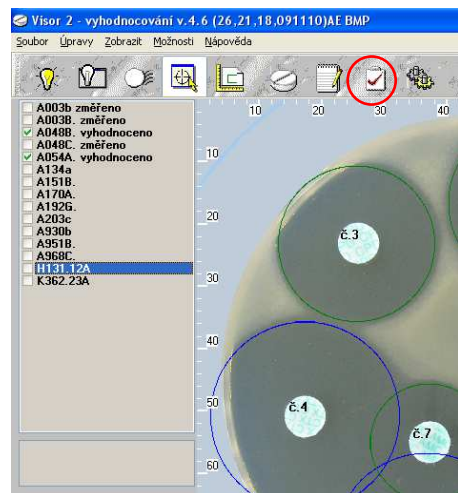 Visor 2 - vyhodnocování v.4.6 (26,21,18,091110)AE BMP
Soubor Úpravy Zobrazit Možnosti Nápověda
10 30 40
A003b změřeno
A003B. změřeno
A048B. vyhodnoceno
A048C. změřeno
A054A. vyhodnoceno
A134a
A151B.
A170A.
A192G.
A203c
A930b
A951B.
A968C.
H131.12A
K362.23A
10
20
30
40
50
60
č.3
č.4
č.7